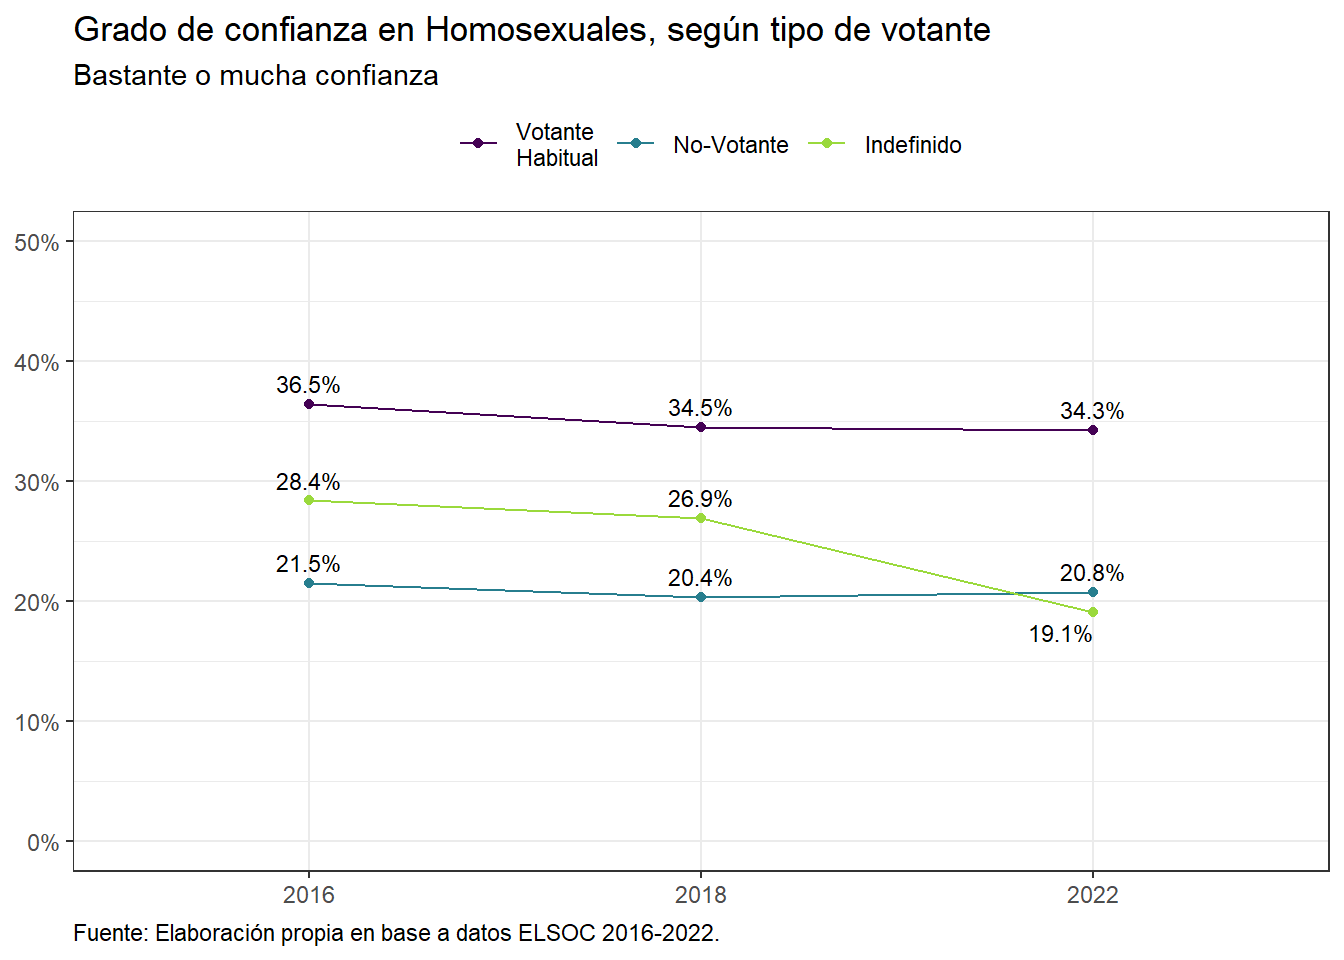 Grado de confianza en Homosexuales, según tipo de votante
Bastante o mucha confianza
Votante
Habitual
No-Votante
Indefinido
50%
40%
30%
20%
10%
0%
36.5%
34.5%
34.3%
28.4%
26.9%
21.5%
20.4%
20.8%
19.1%
2016
2018
2022
Fuente: Elaboración propia en base a datos ELSOC 2016-2022.